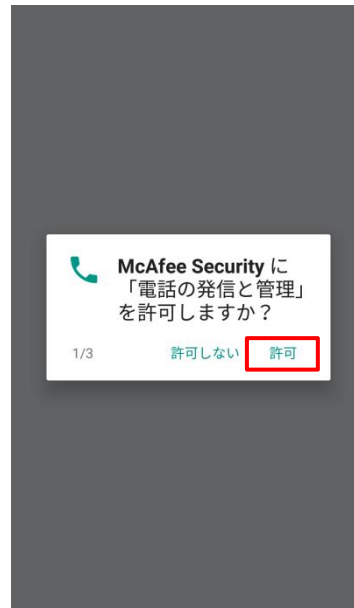 McAfee Security に
「電話の発信と管理」
を許可しますか？
1/3 許可しない 許可